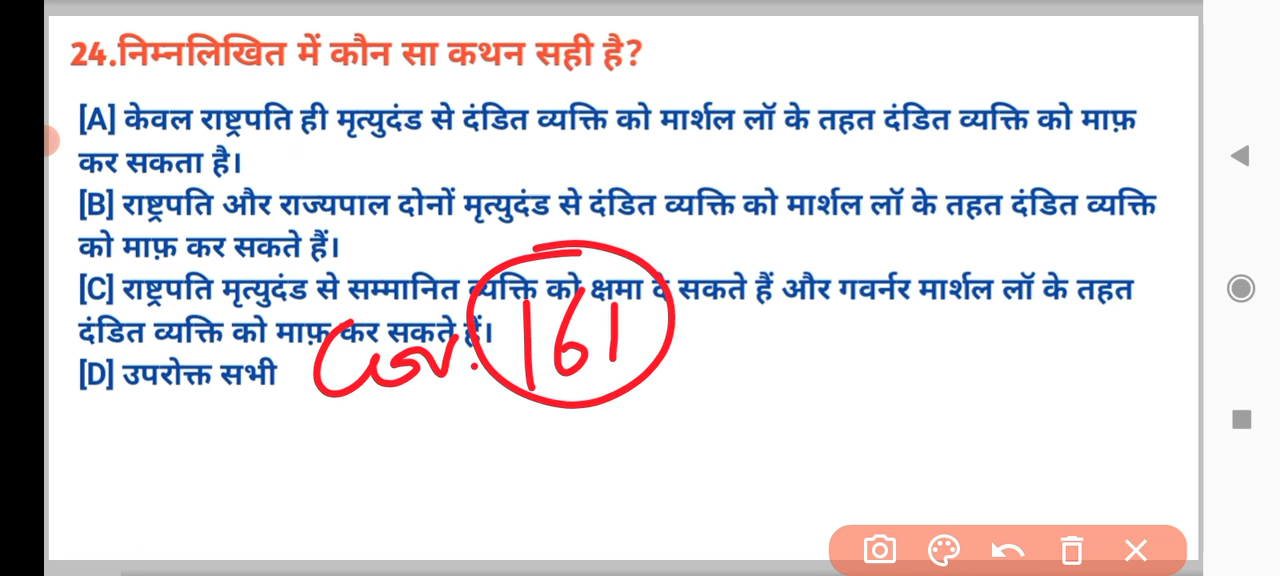 24.निम्नलिखित में कौन सा कथन सही है?
[A] केवल राष्ट्रपति ही मृत्युदंड से दंडित व्यक्ति को मार्शल लॉ के तहत दंडित व्यक्ति को माफ़
कर सकता है।
[B] राष्ट्रपति और राज्यपाल दोनों मृत्युदंड से दंडित व्यक्ति को मार्शल लॉ के तहत दंडित व्यक्ति
को माफ़ कर सकते हैं।
[C] राष्ट्रपति मृत्युदंड से सम्मानित व्यक्ति को क्षमा दे सकते हैं और गवर्नर मार्शल लॉ के तहत
दंडित व्यक्ति को माफ़ कर सकते हैं।
[D] उपरोक्त सभी
Gov. 161